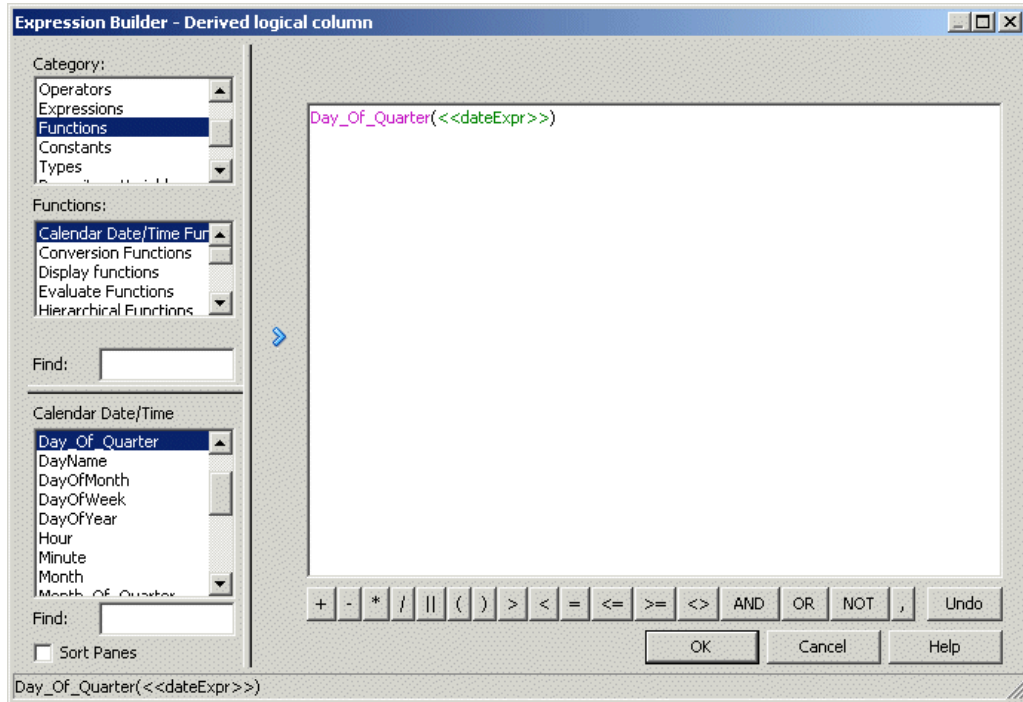 Expression Builder - Derived logical column
Category:
Operators
Expressions
Functions
Constants
Types
Functions:
Calendar Date/Time Fun
Conversion Functions
Display functions
Evaluate Functions
Hierarchical Functions
Find:
Calendar Date/Time
Day_Of_Quarter
DayName
DayOfMonth
DayOfWeek
DayOfYear
Hour
Minute
Month
Month_Of_Quarter
Find:
Sort Panes
Day_Of_Quarter(<<dateExpr>>)
+ - * / || ( ) > < = <= >= <> AND OR NOT , Undo
OK Cancel Help
Day_Of_Quarter(<<dateExpr>>)